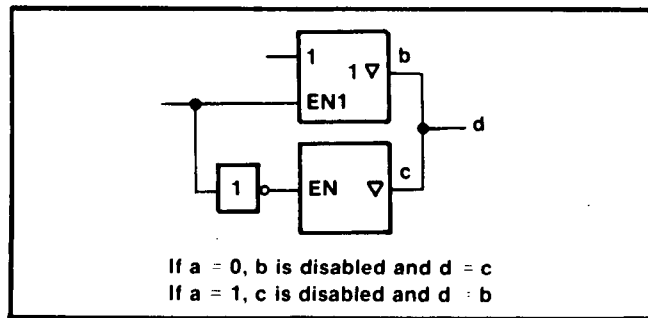 1
b
1 ▽
EN1
d
c
1
EN
▽
If a = 0, b is disabled and d = c
If a = 1, c is disabled and d = b